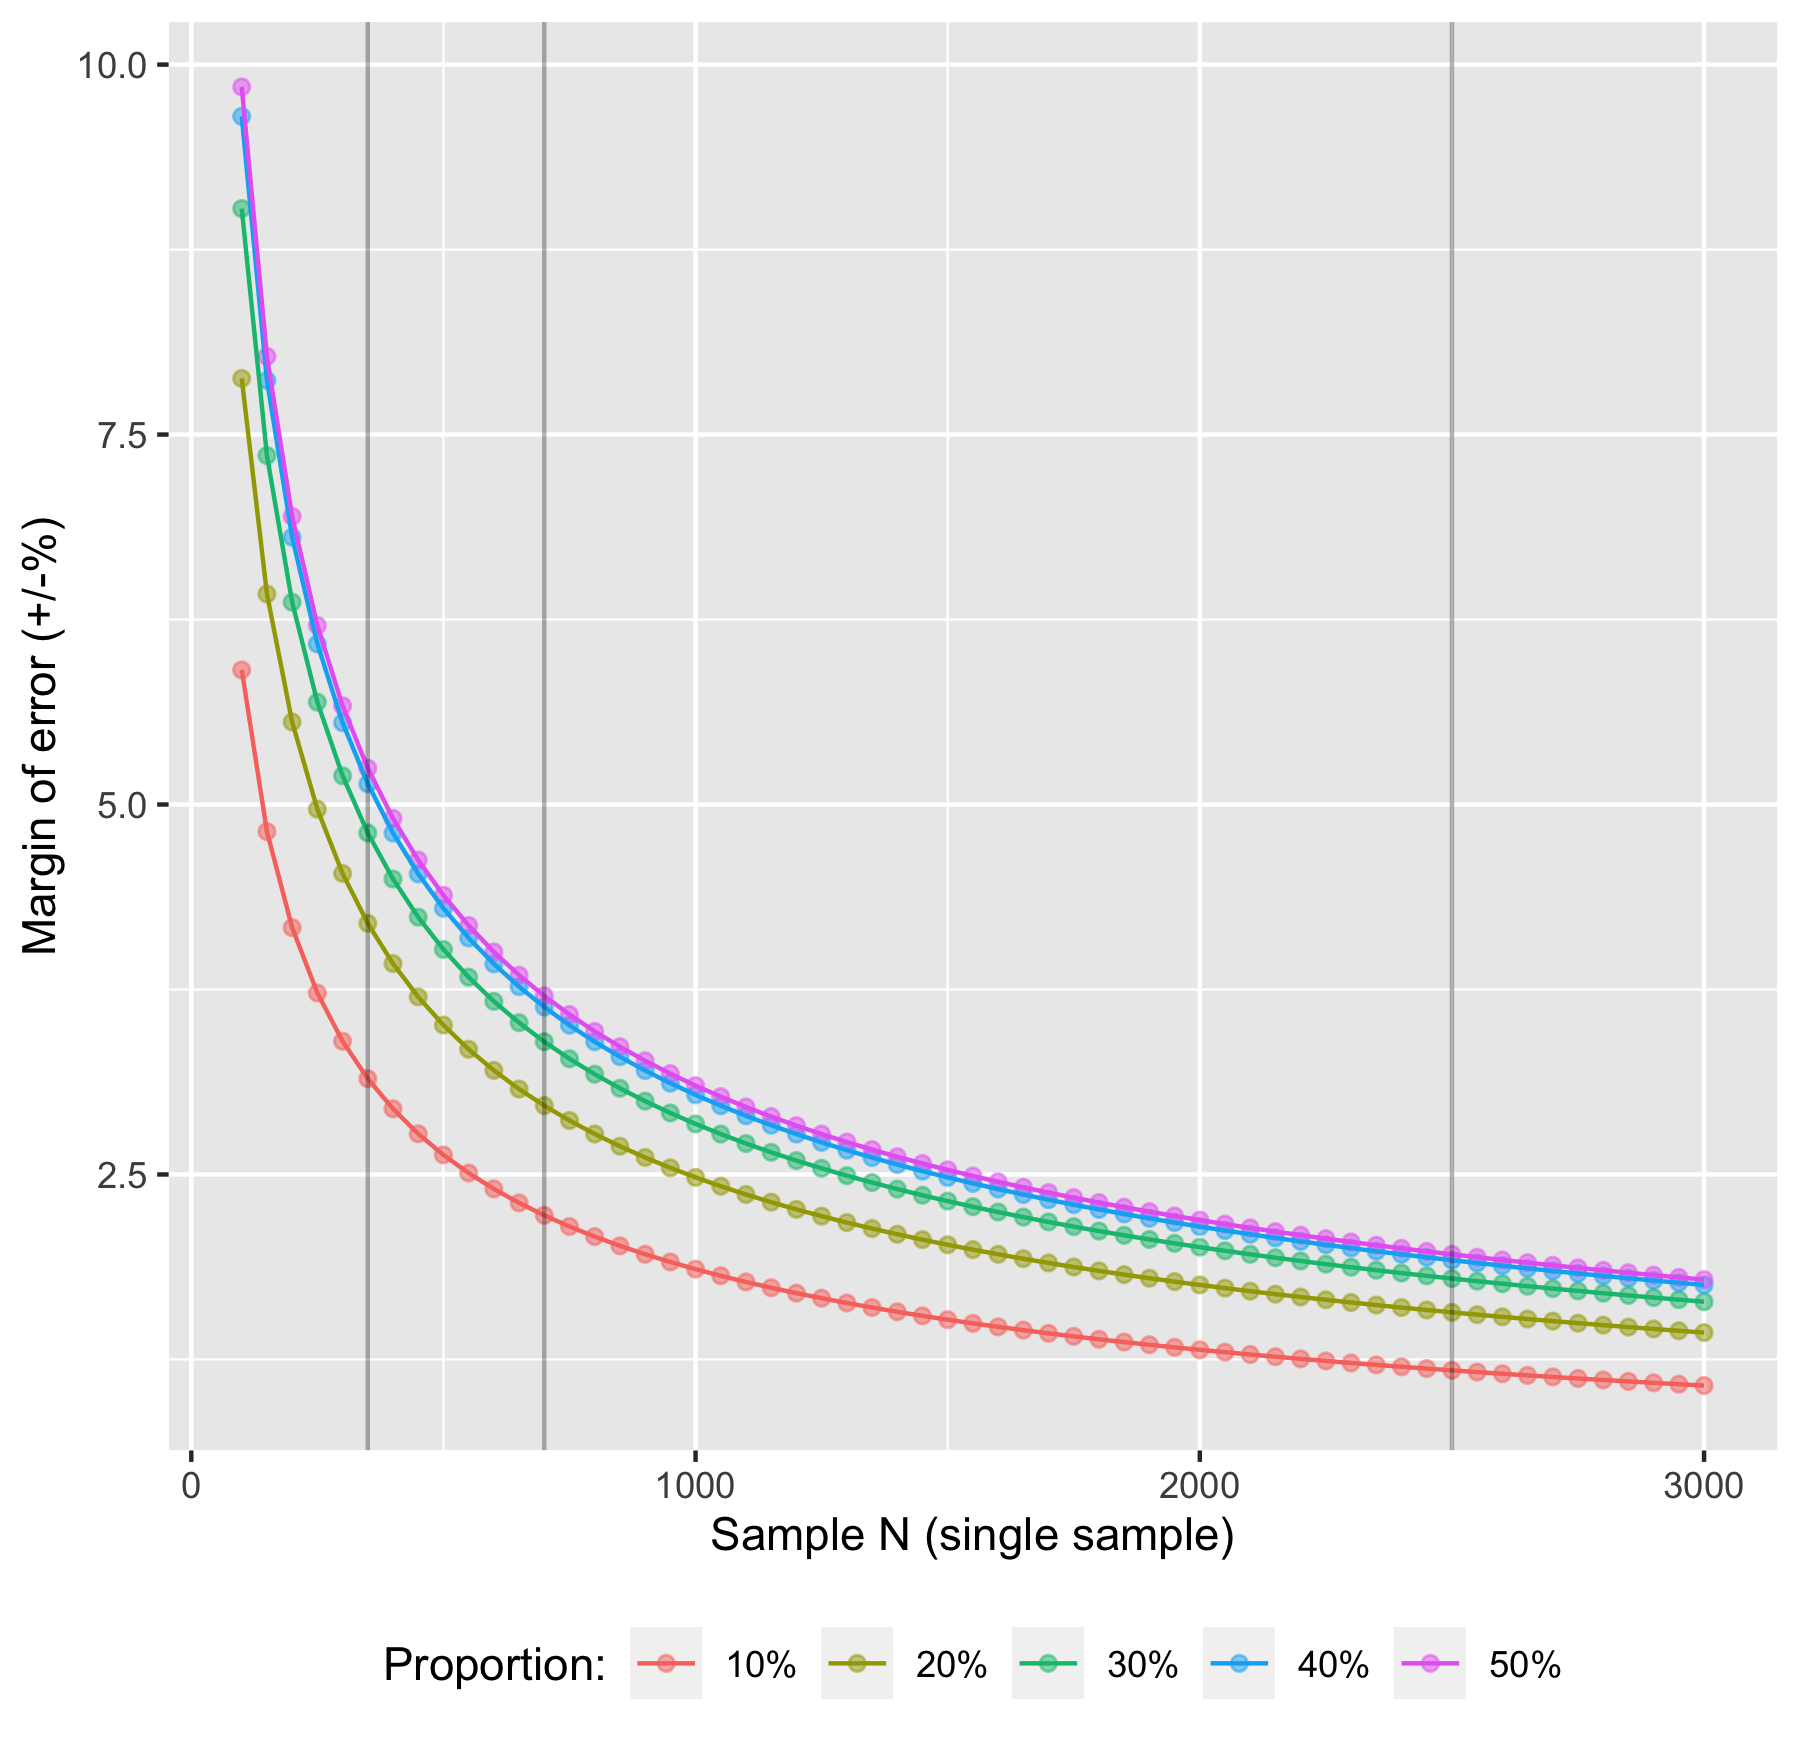 10.0
7.5
5.0
2.5
Margin of error (+/-%)
0 1000 2000 3000
Sample N (single sample)
Proportion: 10% 20% 30% 40% 50%